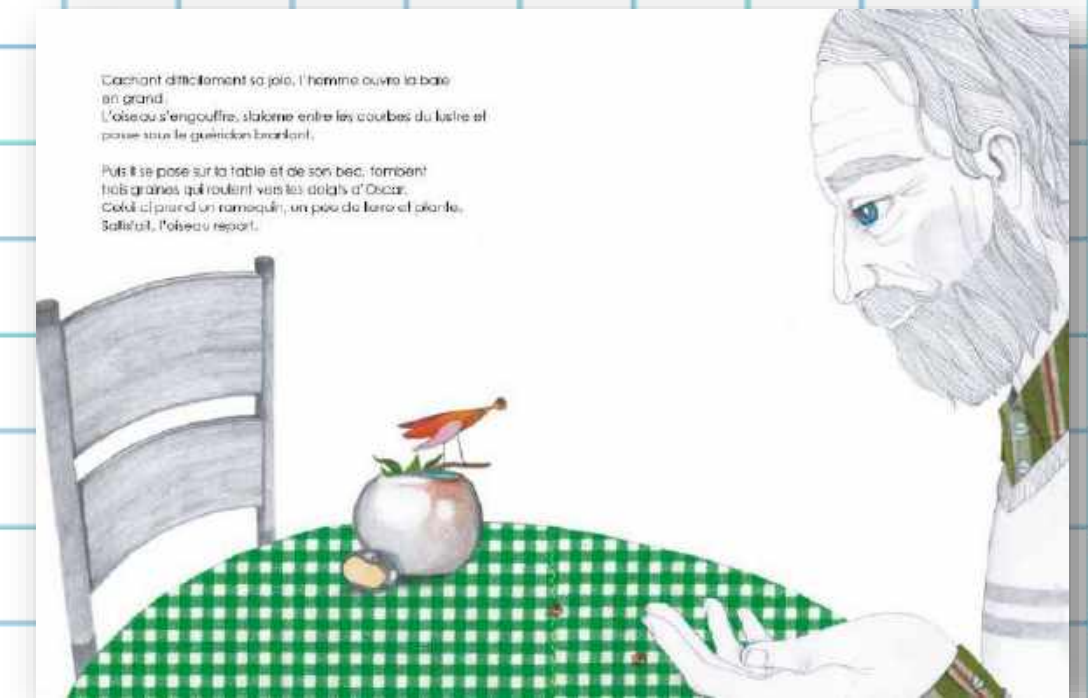 Cachant difficilement sa joie, l'homme ouvre la baie
en grand.
L'oiseau s'engouffre, slalome entre les courbes du lustre et
passe sous le guéridon branlant.
Puis il se pose sur la table et de son bec, tombent
trois graines qui roulent vers les doigts d'Oscar.
Celui ci prend un ramequin, un peu de terre et plante.
Satisfait, l'oiseau repart.